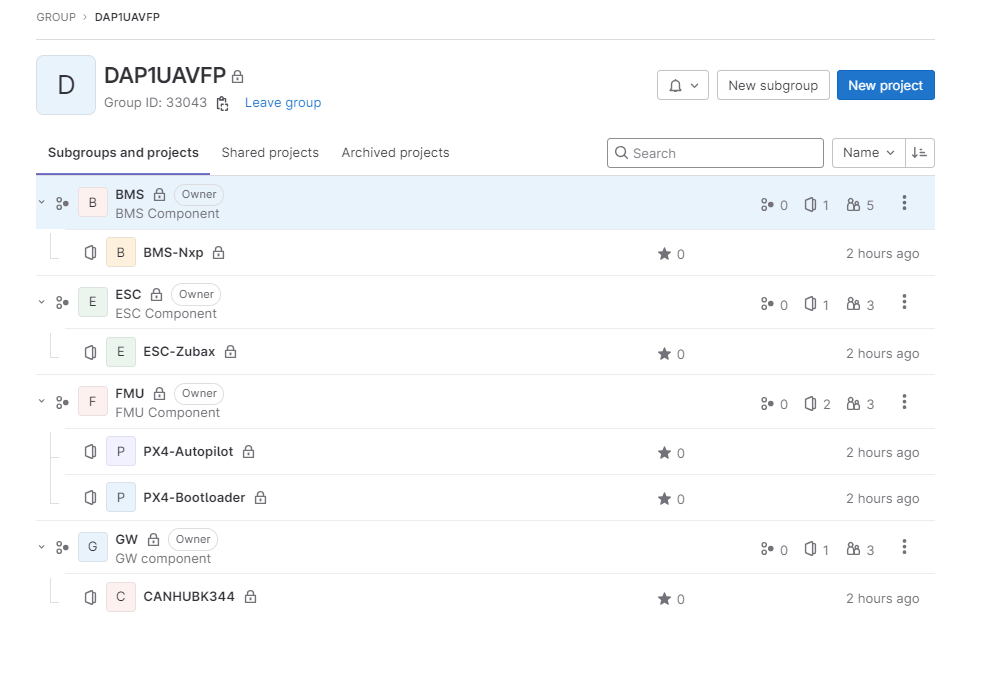 GROUP › DAP1UAVFP
D
DAP1UAVFP
Group ID: 33043 Leave group
New subgroup
New project
Subgroups and projects Shared projects Archived projects
Search
Name
B BMS Owner
BMS Component
0 1 5
B BMS-Nxp 0 2 hours ago
E ESC Owner
ESC Component
0 1 3
E ESC-Zubax 0 2 hours ago
F FMU Owner
FMU Component
0 2 3
P PX4-Autopilot 0 2 hours ago
P PX4-Bootloader 0 2 hours ago
G GW Owner
GW component
0 1 3
C CANHUBK344 0 2 hours ago